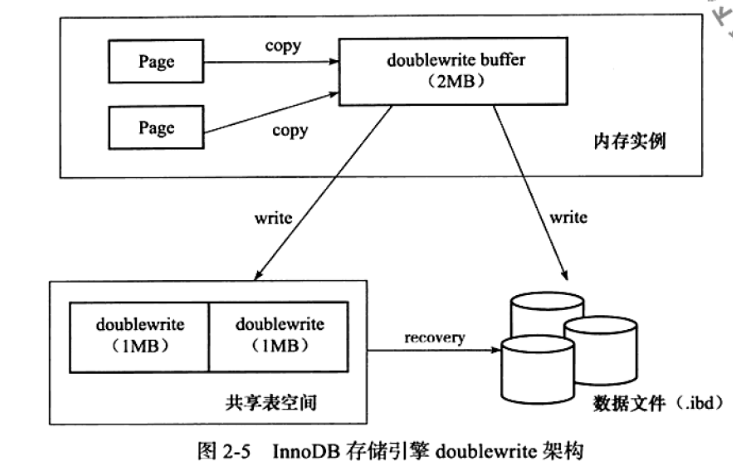 Page
copy
doublewrite buffer
（2MB）
Page
copy
内存实例
write
write
doublewrite
（1MB）
doublewrite
（1MB）
recovery
共享表空间
数据文件（.ibd）
图 2-5 InnoDB 存储引擎 doublewrite 架构